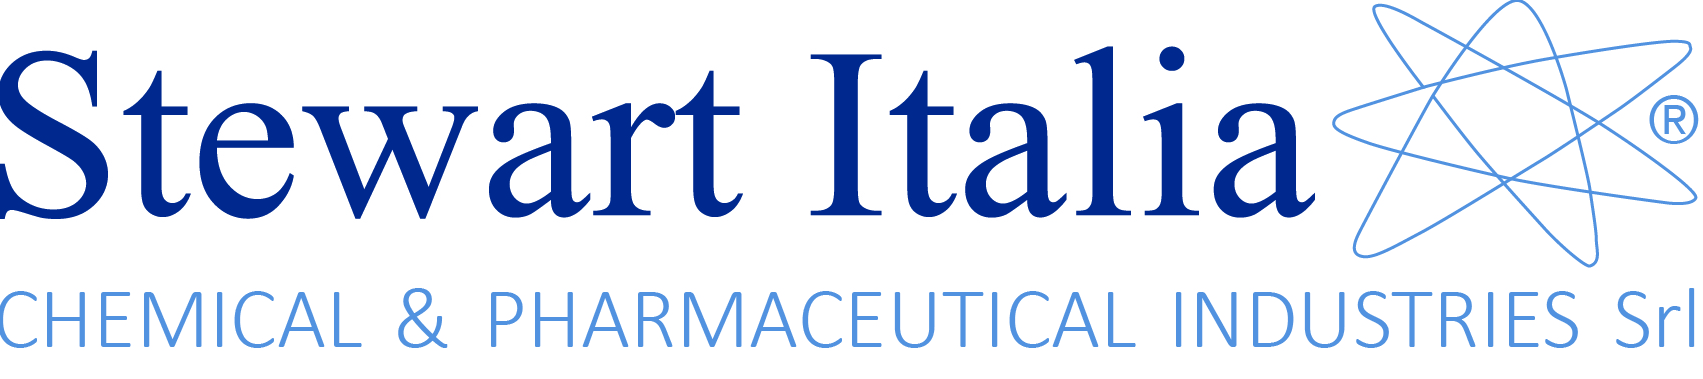 Stewart Italia ®
CHEMICAL & PHARMACEUTICAL INDUSTRIES Srl